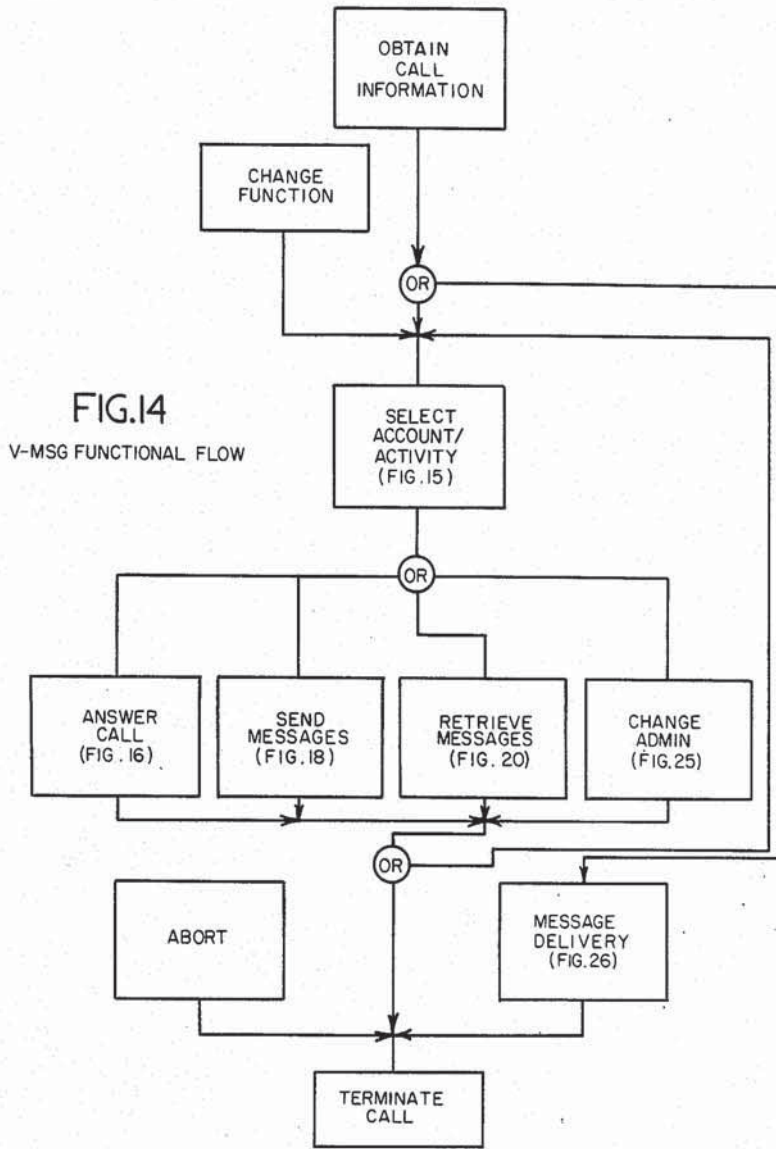 OBTAIN
CALL
INFORMATION
CHANGE
FUNCTION
OR
FIG.14
V-MSG FUNCTIONAL FLOW
SELECT
ACCOUNT/
ACTIVITY
(FIG.15)
OR
ANSWER
CALL
(FIG.16)
SEND
MESSAGES
(FIG.18)
RETRIEVE
MESSAGES
(FIG. 20)
CHANGE
ADMIN
(FIG.25)
OR
ABORT
MESSAGE
DELIVERY
(FIG.26)
TERMINATE
CALL